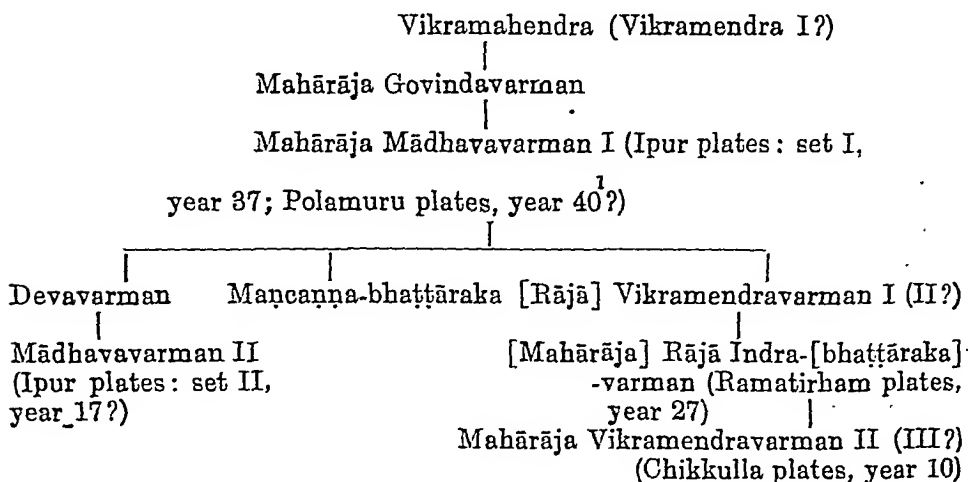 Vikramahendra (Vikramendra I?)
Mahārāja Govindavarman
Mahārāja Mādhavavarman I (Ipur plates: set I,
year 37; Polamuru plates, year 40¹?)
Devavarman Maṇcaṇṇa-bhaṭṭāraka [Rājā] Vikramendravarman I (II?)
Mādhavavarman II [Mahārāja] Rājā Indra-[bhaṭṭāraka]-
(Ipur plates: set II, -varman (Ramatirham plates,
year 17?) year 27)
Mahārāja Vikramendravarman II (III?)
(Chikkulla plates, year 10)